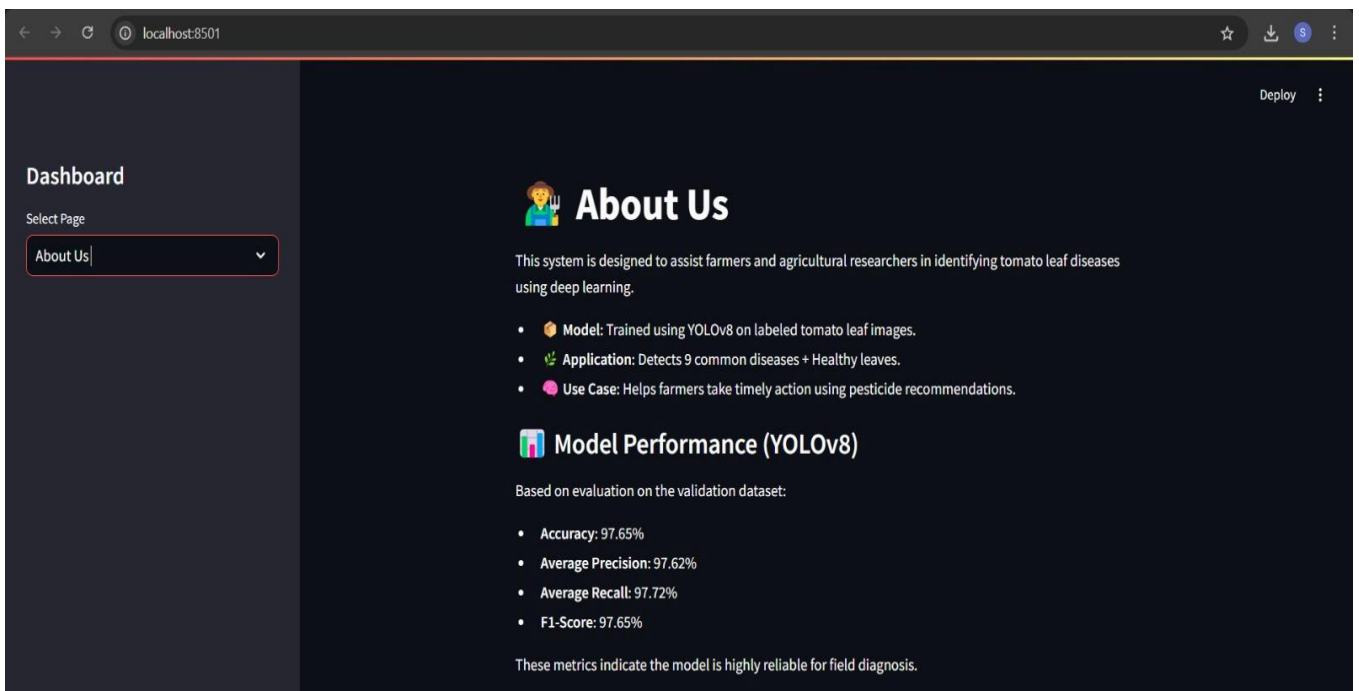 localhost:8501
S
Deploy
Dashboard
Select Page
About Us
About Us
This system is designed to assist farmers and agricultural researchers in identifying tomato leaf diseases
using deep learning.
• Model: Trained using YOLOv8 on labeled tomato leaf images.
• Application: Detects 9 common diseases + Healthy leaves.
• Use Case: Helps farmers take timely action using pesticide recommendations.
Model Performance (YOLOv8)
Based on evaluation on the validation dataset:
• Accuracy: 97.65%
• Average Precision: 97.62%
• Average Recall: 97.72%
• F1-Score: 97.65%
These metrics indicate the model is highly reliable for field diagnosis.